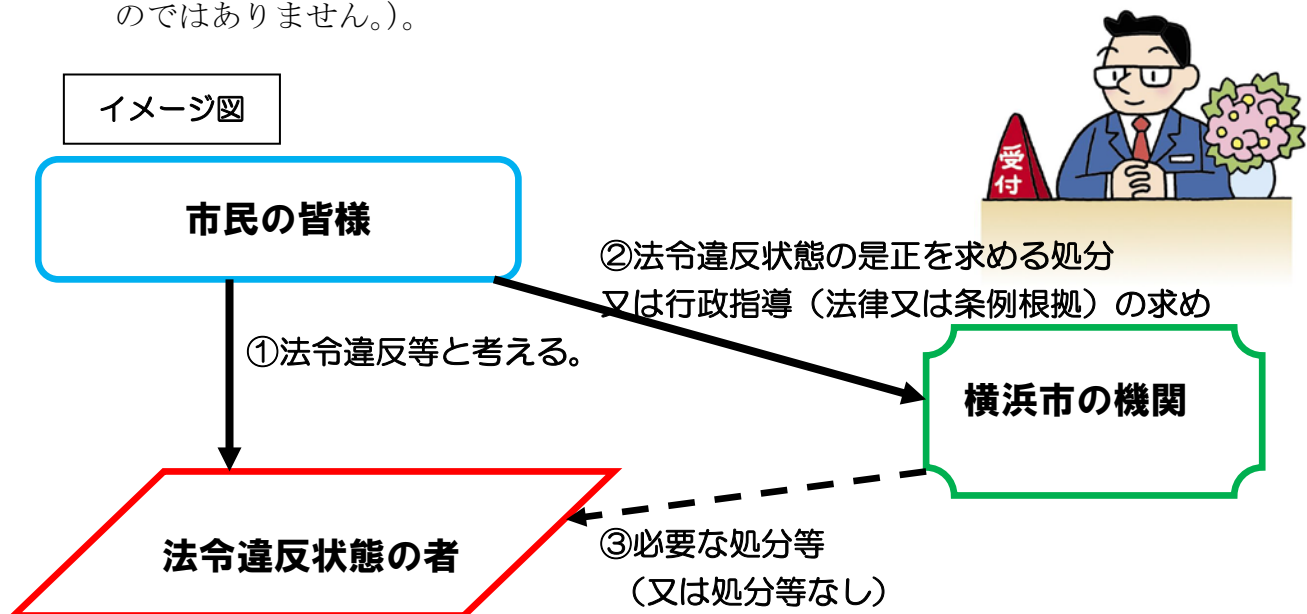 のではありません。)。
イメージ図
受付
市民の皆様
②法令違反状態の是正を求める処分
又は行政指導（法律又は条例根拠）の求め
①法令違反等と考える。
横浜市の機関
法令違反状態の者
③必要な処分等
（又は処分等なし）